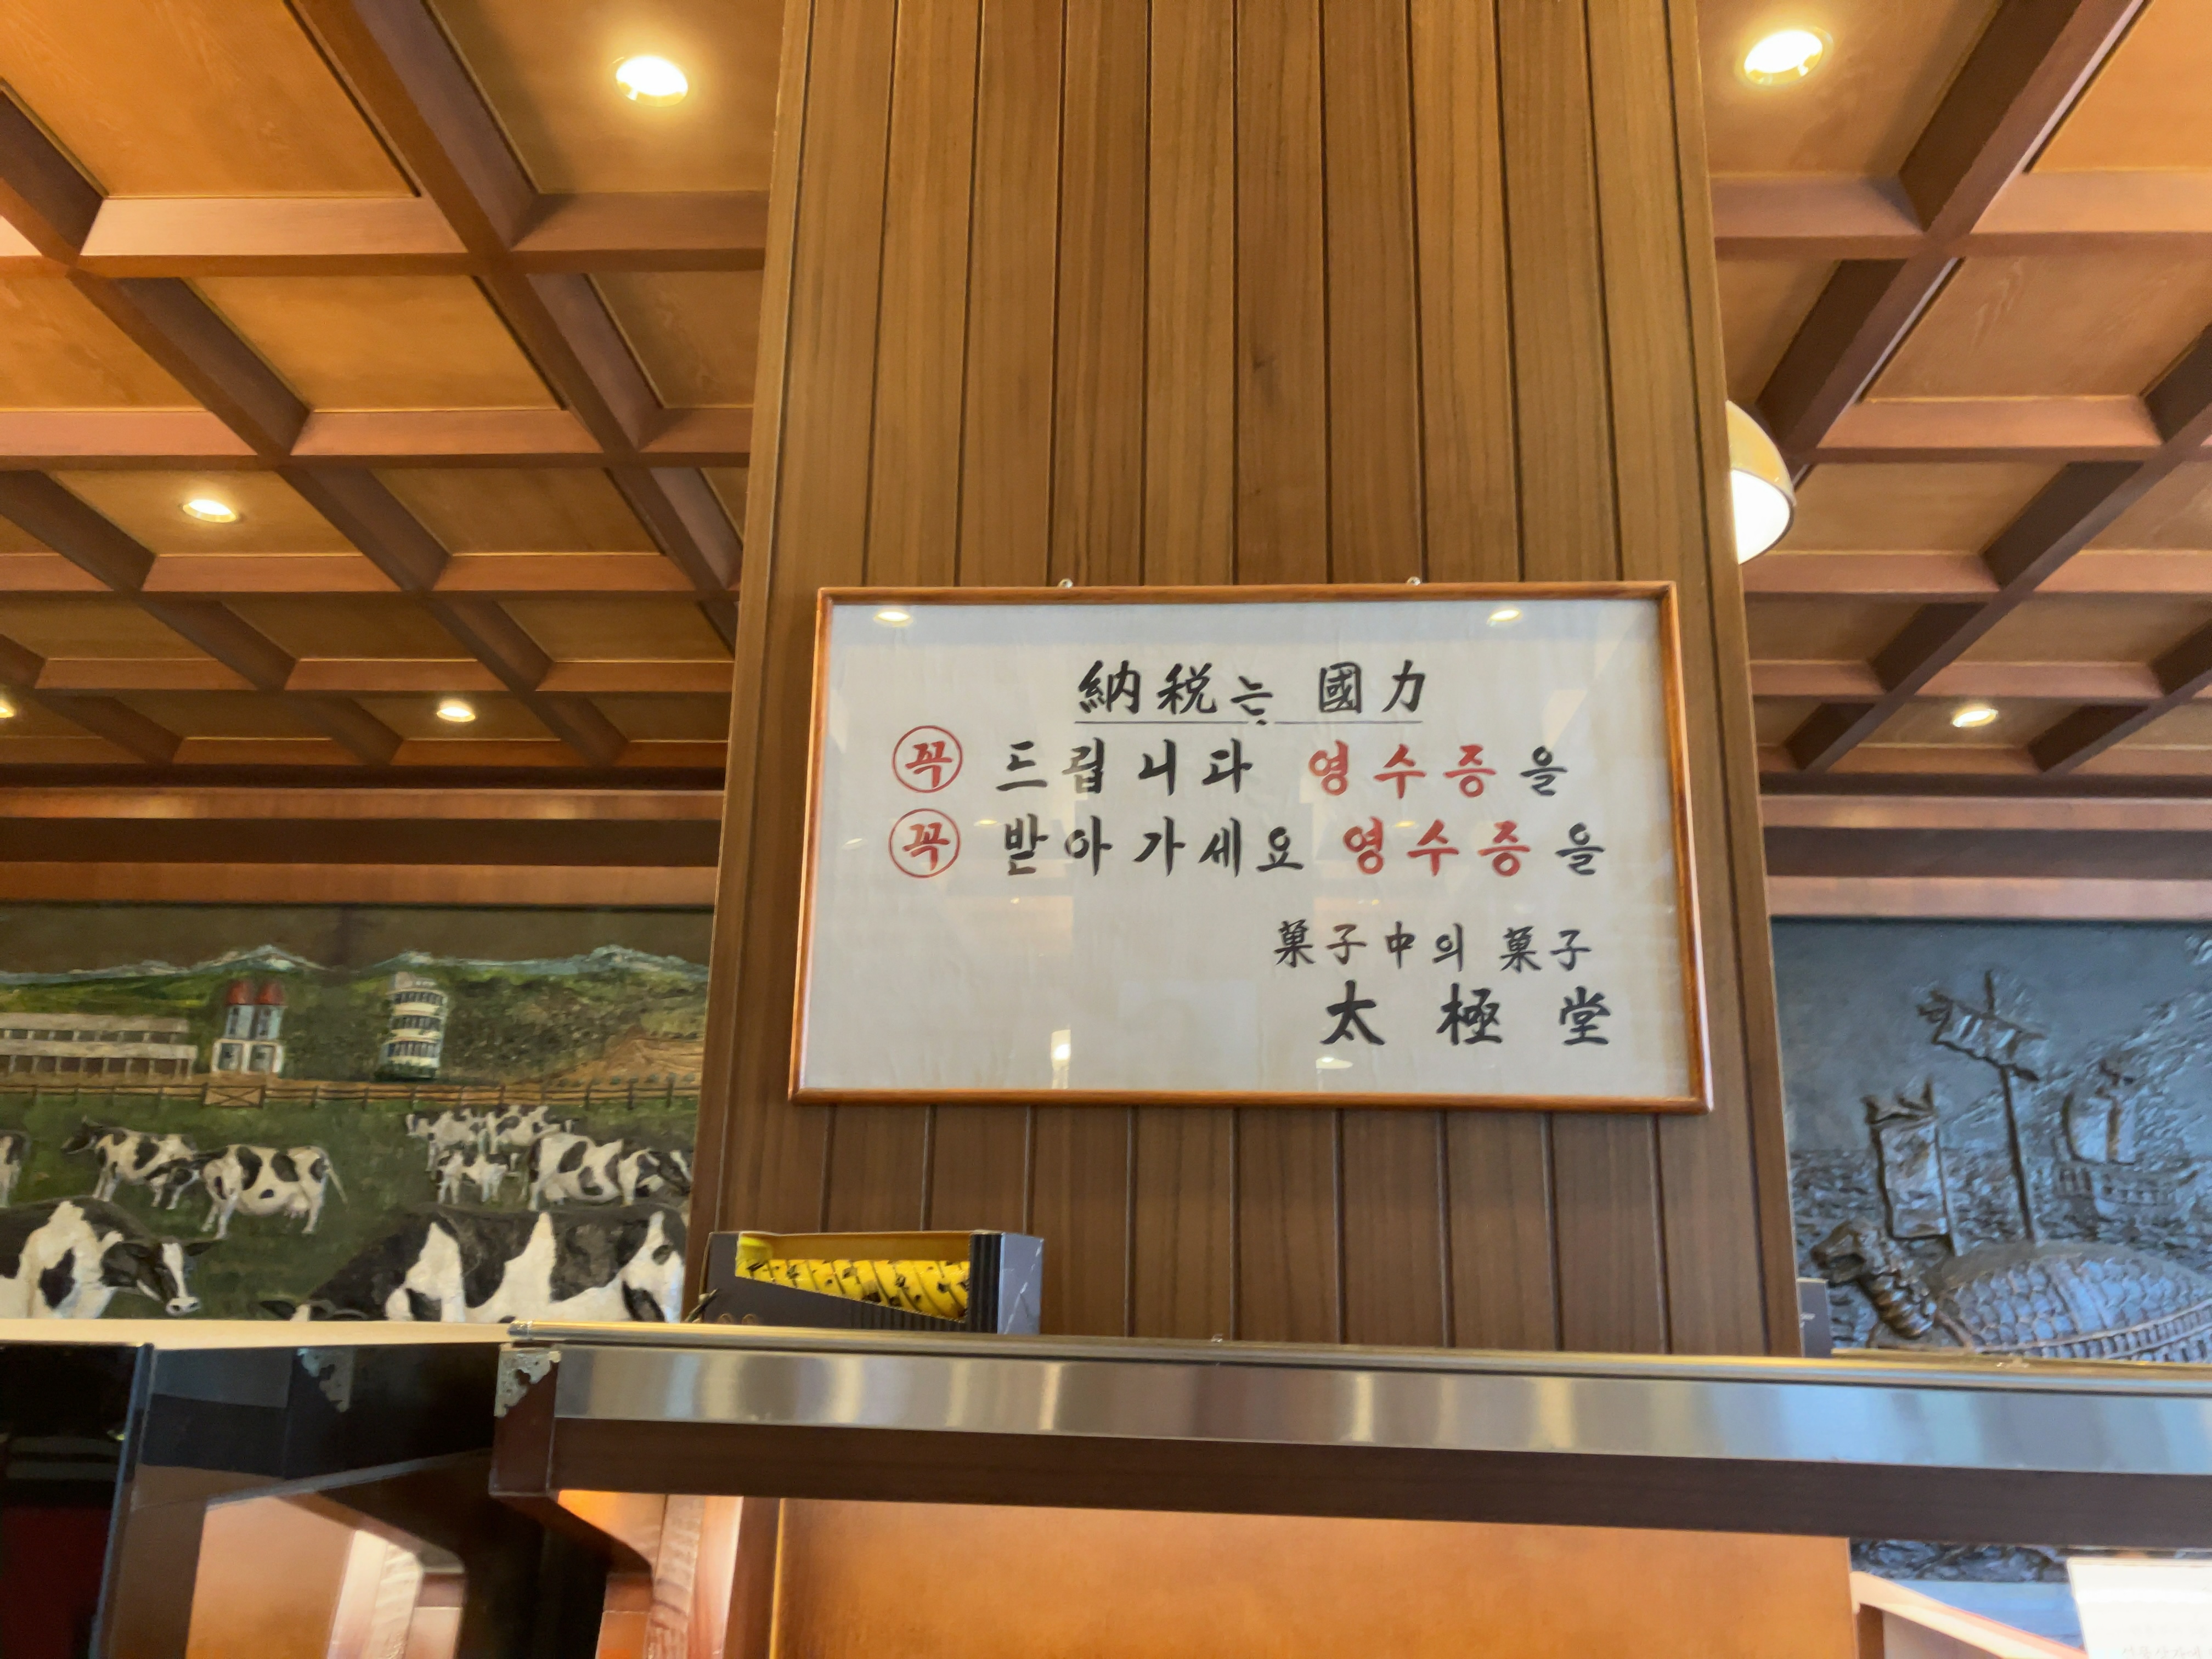 納税는 國力
꼭 드립니다 영수증을
꼭 받아가세요 영수증을
菓子中의 菓子
太極堂